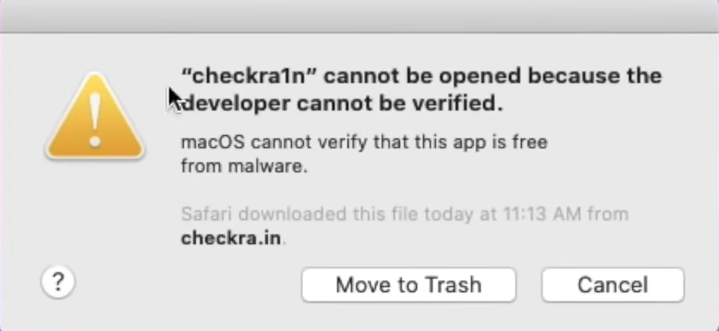 “checkra1n” cannot be opened because the
developer cannot be verified.
macOS cannot verify that this app is free
from malware.
Safari downloaded this file today at 11:13 AM from
checkra.in.
?
Move to Trash
Cancel